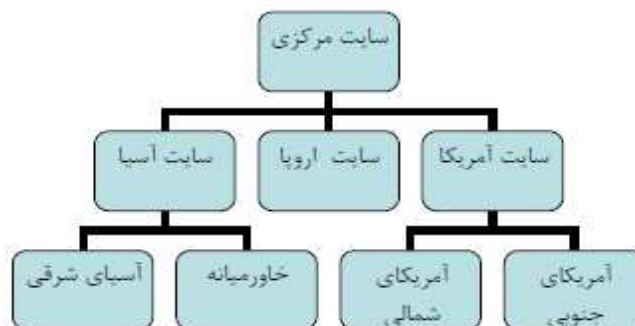 سایت مرکزی
سایت آمریکا
سایت اروپا
سایت آسیا
آمریکای
جنوبی
آمریکای
شمالی
خاورمیانه
آسیای شرقی